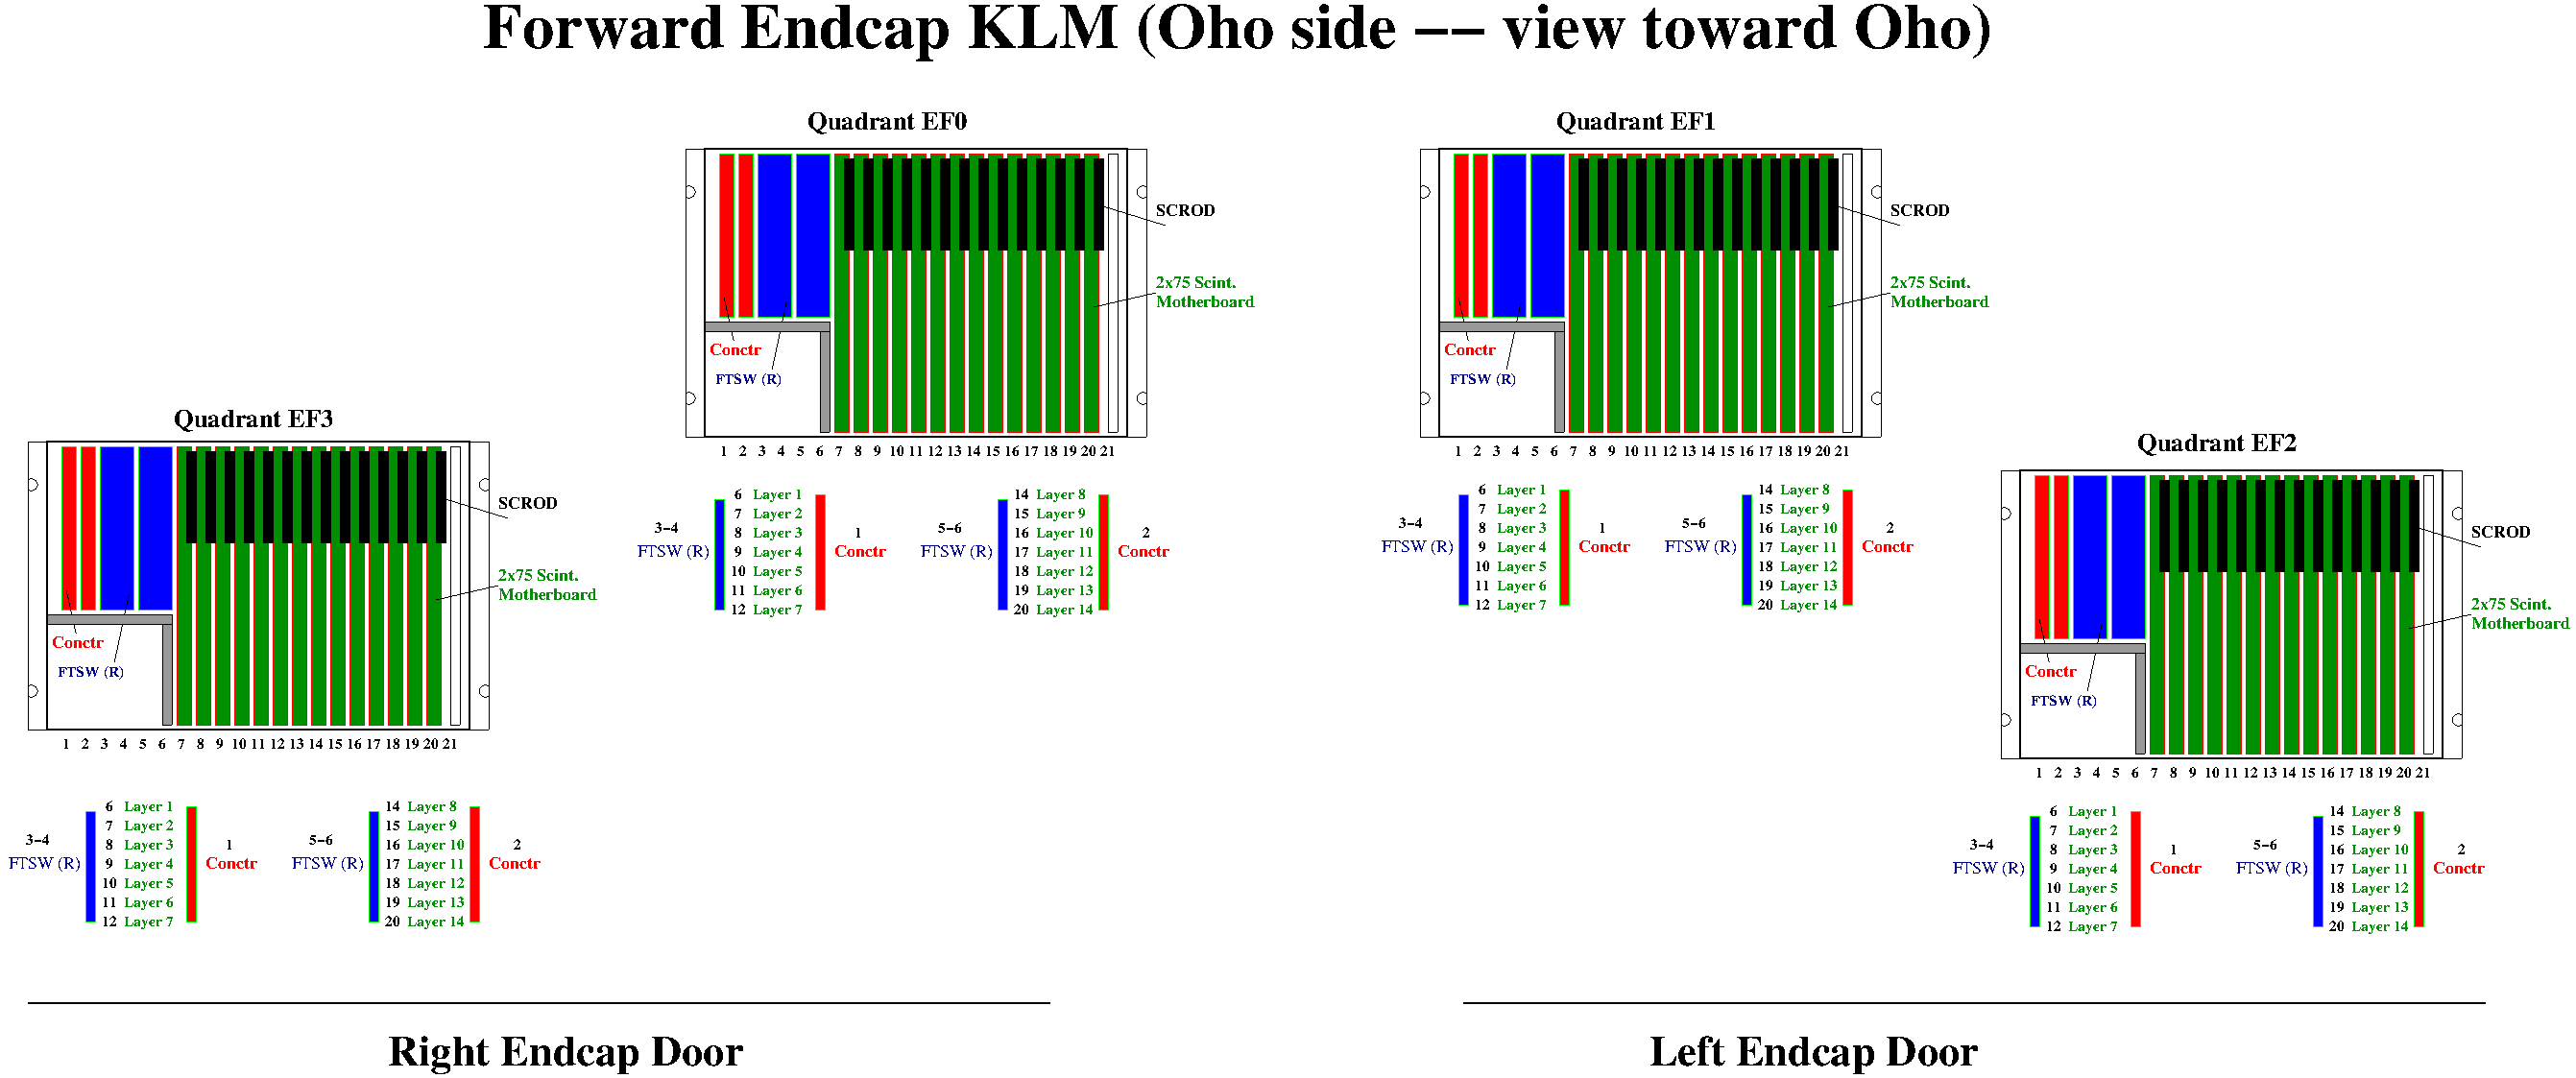 Forward Endcap KLM (Oho side −− view toward Oho)
Quadrant EF0
SCROD
2x75 Scint.
Motherboard
Conctr
FTSW (R)
1 2 3 4 5 6 7 8 9 10 11 12 13 14 15 16 17 18 19 20 21
3−4
FTSW (R)
6 Layer 1
7 Layer 2
8 Layer 3
9 Layer 4
10 Layer 5
11 Layer 6
12 Layer 7
1
Conctr
5−6
FTSW (R)
14 Layer 8
15 Layer 9
16 Layer 10
17 Layer 11
18 Layer 12
19 Layer 13
20 Layer 14
2
Conctr
Quadrant EF1
SCROD
2x75 Scint.
Motherboard
Conctr
FTSW (R)
1 2 3 4 5 6 7 8 9 10 11 12 13 14 15 16 17 18 19 20 21
3−4
FTSW (R)
6 Layer 1
7 Layer 2
8 Layer 3
9 Layer 4
10 Layer 5
11 Layer 6
12 Layer 7
1
Conctr
5−6
FTSW (R)
14 Layer 8
15 Layer 9
16 Layer 10
17 Layer 11
18 Layer 12
19 Layer 13
20 Layer 14
2
Conctr
Quadrant EF3
SCROD
2x75 Scint.
Motherboard
Conctr
FTSW (R)
1 2 3 4 5 6 7 8 9 10 11 12 13 14 15 16 17 18 19 20 21
3−4
FTSW (R)
6 Layer 1
7 Layer 2
8 Layer 3
9 Layer 4
10 Layer 5
11 Layer 6
12 Layer 7
1
Conctr
5−6
FTSW (R)
14 Layer 8
15 Layer 9
16 Layer 10
17 Layer 11
18 Layer 12
19 Layer 13
20 Layer 14
2
Conctr
Quadrant EF2
SCROD
2x75 Scint.
Motherboard
Conctr
FTSW (R)
1 2 3 4 5 6 7 8 9 10 11 12 13 14 15 16 17 18 19 20 21
3−4
FTSW (R)
6 Layer 1
7 Layer 2
8 Layer 3
9 Layer 4
10 Layer 5
11 Layer 6
12 Layer 7
1
Conctr
5−6
FTSW (R)
14 Layer 8
15 Layer 9
16 Layer 10
17 Layer 11
18 Layer 12
19 Layer 13
20 Layer 14
2
Conctr
Right Endcap Door
Left Endcap Door